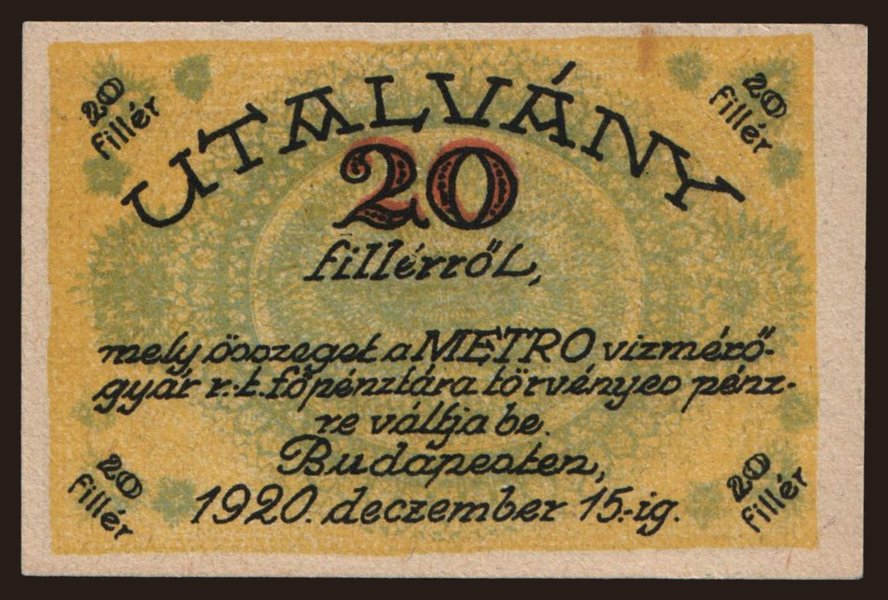 20 fillér
20 fillér
UTALVÁNY
20
fillérről,
mely összeget a METRO vizmérő-
gyár r.t. főpénztára törvényes pénz-
re váltja be.
Budapesten,
1920. deczember 15.-ig.
20 fillér
20 fillér